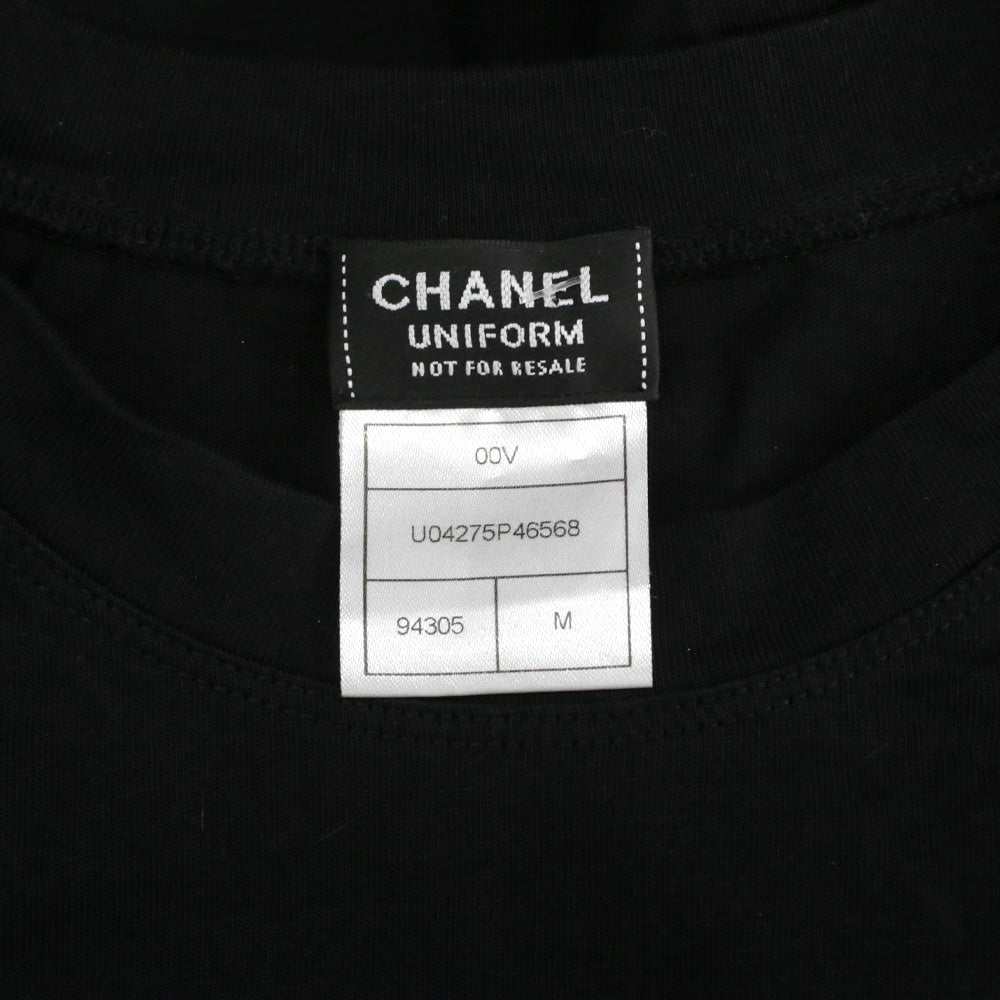 CHANEL
UNIFORM
NOT FOR RESALE
00V
U04275P46568
94305 M